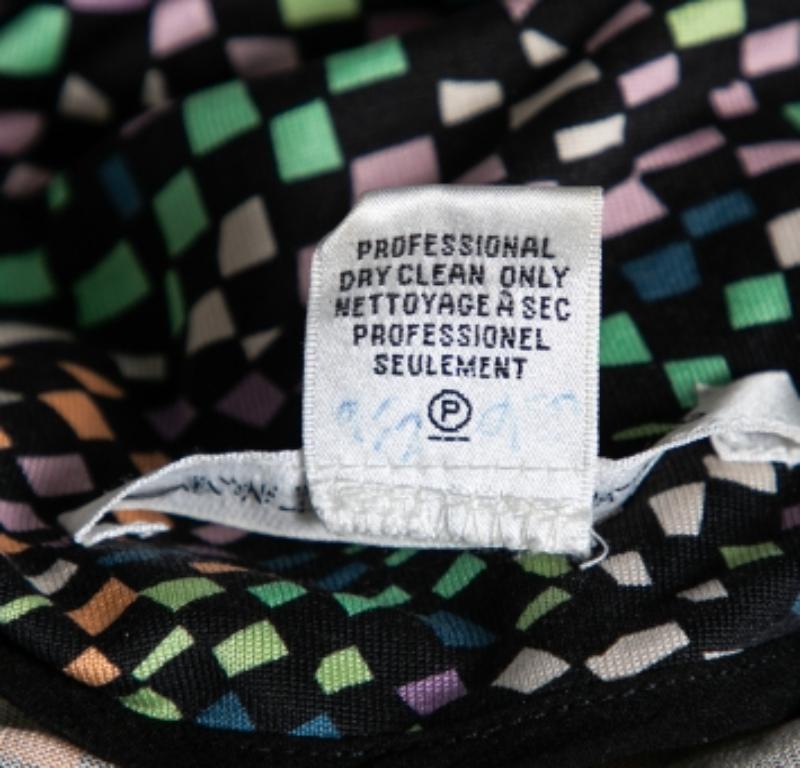 PROFESSIONAL
DRY CLEAN ONLY
NETTOYAGE À SEC
PROFESSIONEL
SEULEMENT
P